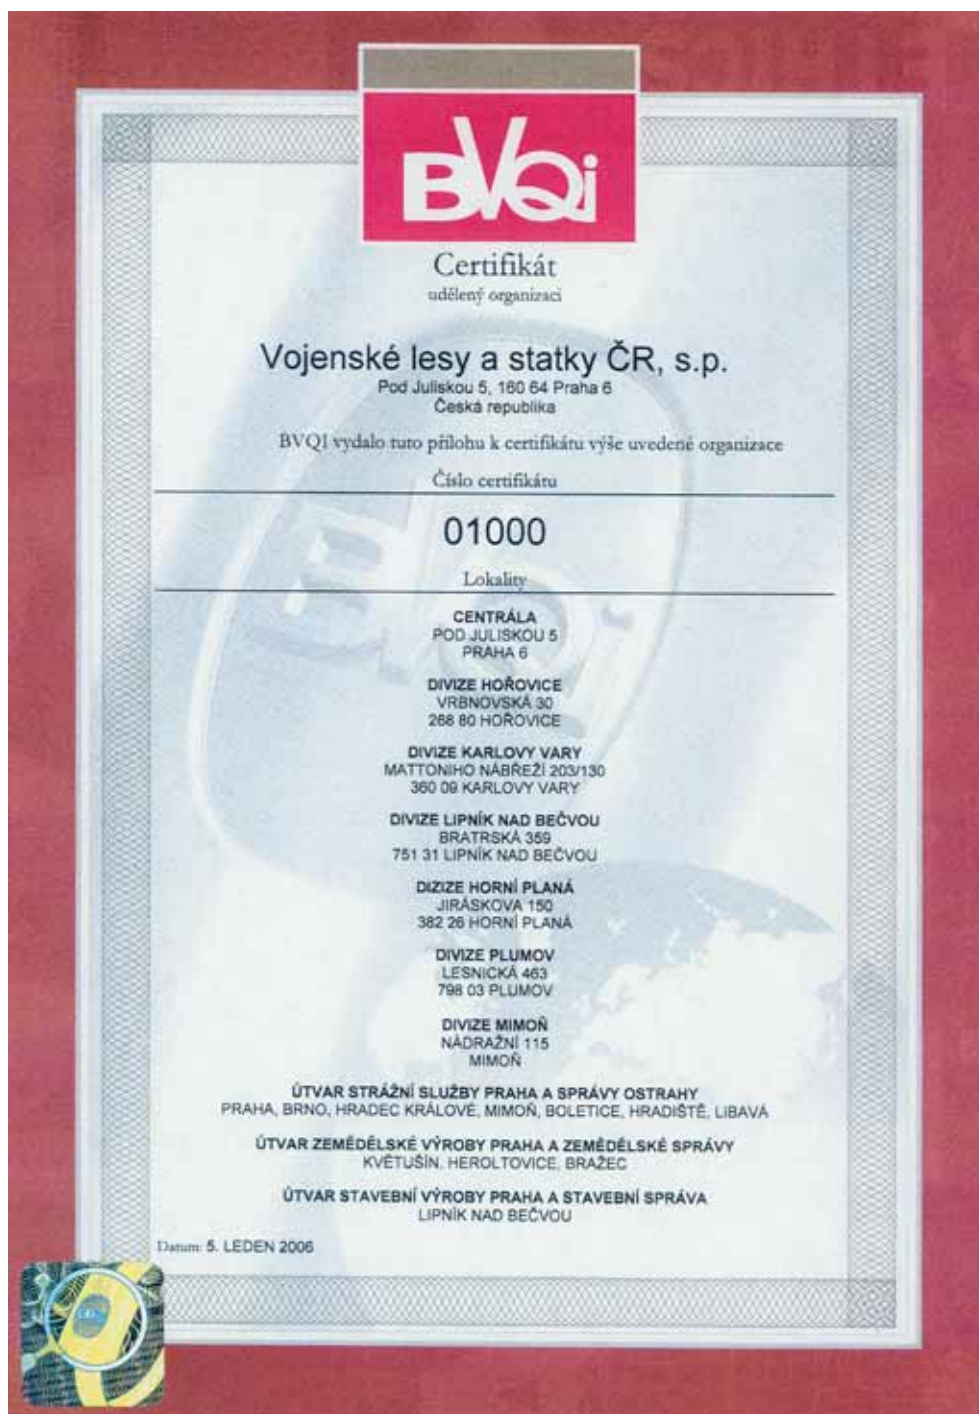 BVQi
Certifikát
udělený organizaci
Vojenské lesy a statky ČR, s.p.
Pod Juliskou 5, 160 64 Praha 6
Česká republika
BVQI vydalo tuto přílohu k certifikátu výše uvedené organizace
Číslo certifikátu
01000
Lokality
CENTRÁLA
POD JULISKOU 5
PRAHA 6
DIVIZE HOŘOVICE
VRBNOVSKÁ 30
268 80 HOŘOVICE
DIVIZE KARLOVY VARY
MATTONIHO NÁBŘEŽÍ 203/130
360 09 KARLOVY VARY
DIVIZE LIPNÍK NAD BEČVOU
BRATRSKÁ 359
751 31 LIPNÍK NAD BEČVOU
DIZIZE HORNÍ PLANÁ
JIRÁSKOVA 150
382 26 HORNÍ PLANÁ
DIVIZE PLUMOV
LESNICKÁ 463
798 03 PLUMOV
DIVIZE MIMOŇ
NÁDRAŽNÍ 115
MIMOŇ
ÚTVAR STRÁŽNÍ SLUŽBY PRAHA A SPRÁVY OSTRAHY
PRAHA, BRNO, HRADEC KRÁLOVÉ, MIMOŇ, BOLETICE, HRADIŠTĚ, LIBAVÁ
ÚTVAR ZEMĚDĚLSKÉ VÝROBY PRAHA A ZEMĚDĚLSKÉ SPRÁVY
KVĚTUŠÍN, HEROLTOVICE, BRAŽEC
ÚTVAR STAVEBNÍ VÝROBY PRAHA A STAVEBNÍ SPRÁVA
LIPNÍK NAD BEČVOU
Datum: 5. LEDEN 2006